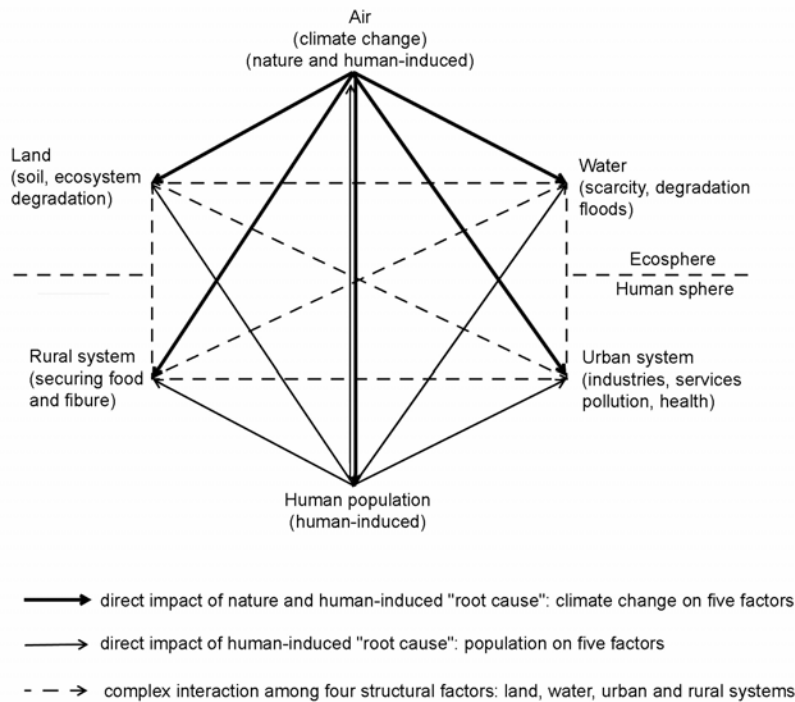 Air
(climate change)
(nature and human-induced)
Land
(soil, ecosystem
degradation)
Water
(scarcity, degradation
floods)
Ecosphere
Human sphere
Rural system
(securing food
and fibure)
Urban system
(industries, services
pollution, health)
Human population
(human-induced)
direct impact of nature and human-induced "root cause": climate change on five factors
direct impact of human-induced "root cause": population on five factors
complex interaction among four structural factors: land, water, urban and rural systems